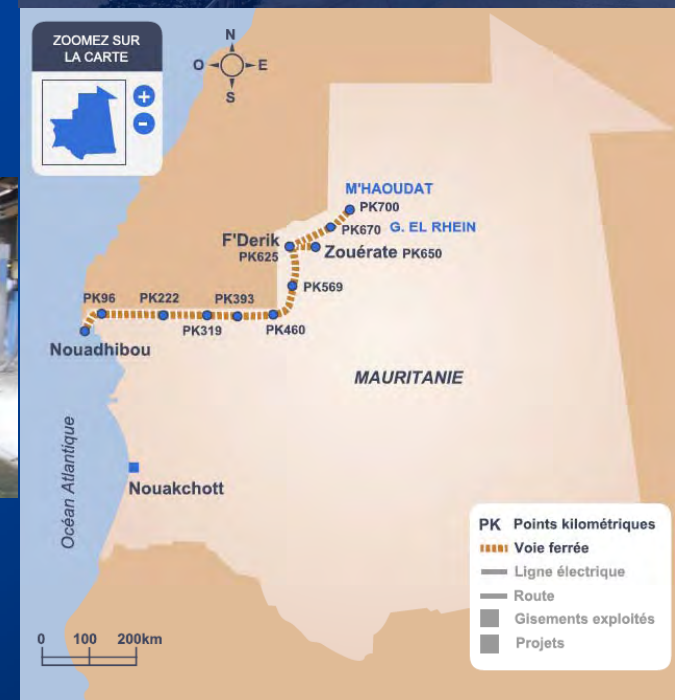 ZOOMEZ SUR
LA CARTE
+
-
N
O
E
S
M'HAOUDAT
PK700
PK670
G. EL RHEIN
F'Derik
PK625
Zouérate PK650
PK569
PK96
PK222
PK393
PK319
PK460
Nouadhibou
MAURITANIE
Océan Atlantique
Nouakchott
PK Points kilométriques
Voie ferrée
Ligne électrique
Route
Gisements exploités
Projets
0 100 200km